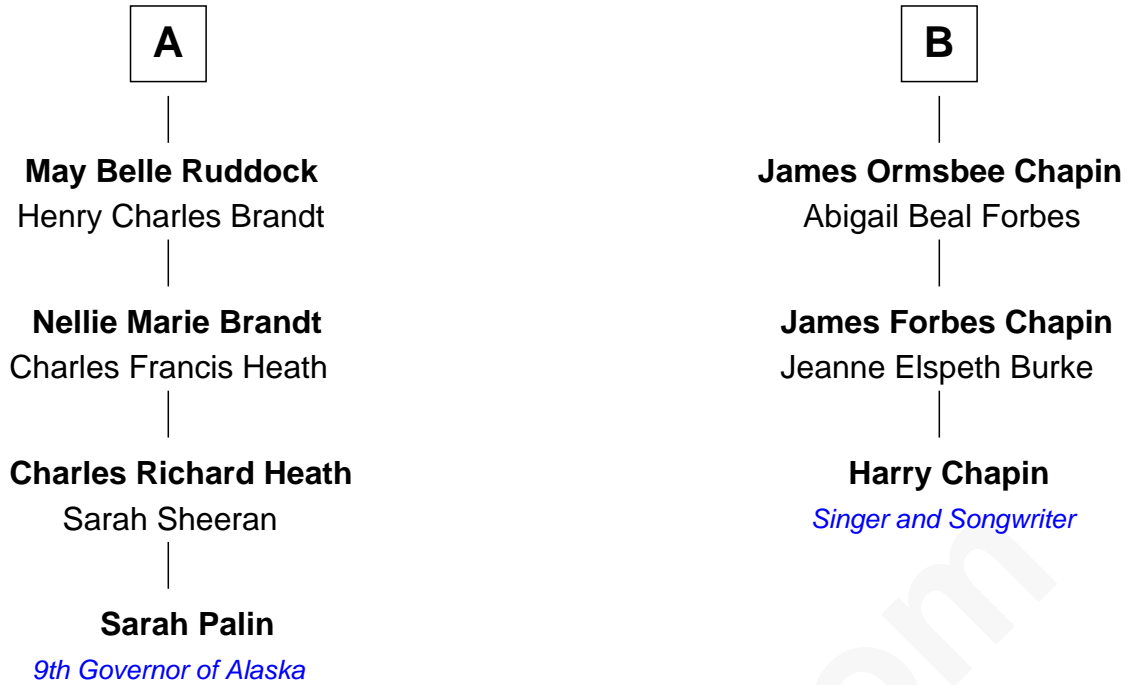 A
May Belle Ruddock
Henry Charles Brandt
Nellie Marie Brandt
Charles Francis Heath
Charles Richard Heath
Sarah Sheeran
Sarah Palin
9th Governor of Alaska
B
James Ormsbee Chapin
Abigail Beal Forbes
James Forbes Chapin
Jeanne Elspeth Burke
Harry Chapin
Singer and Songwriter
om